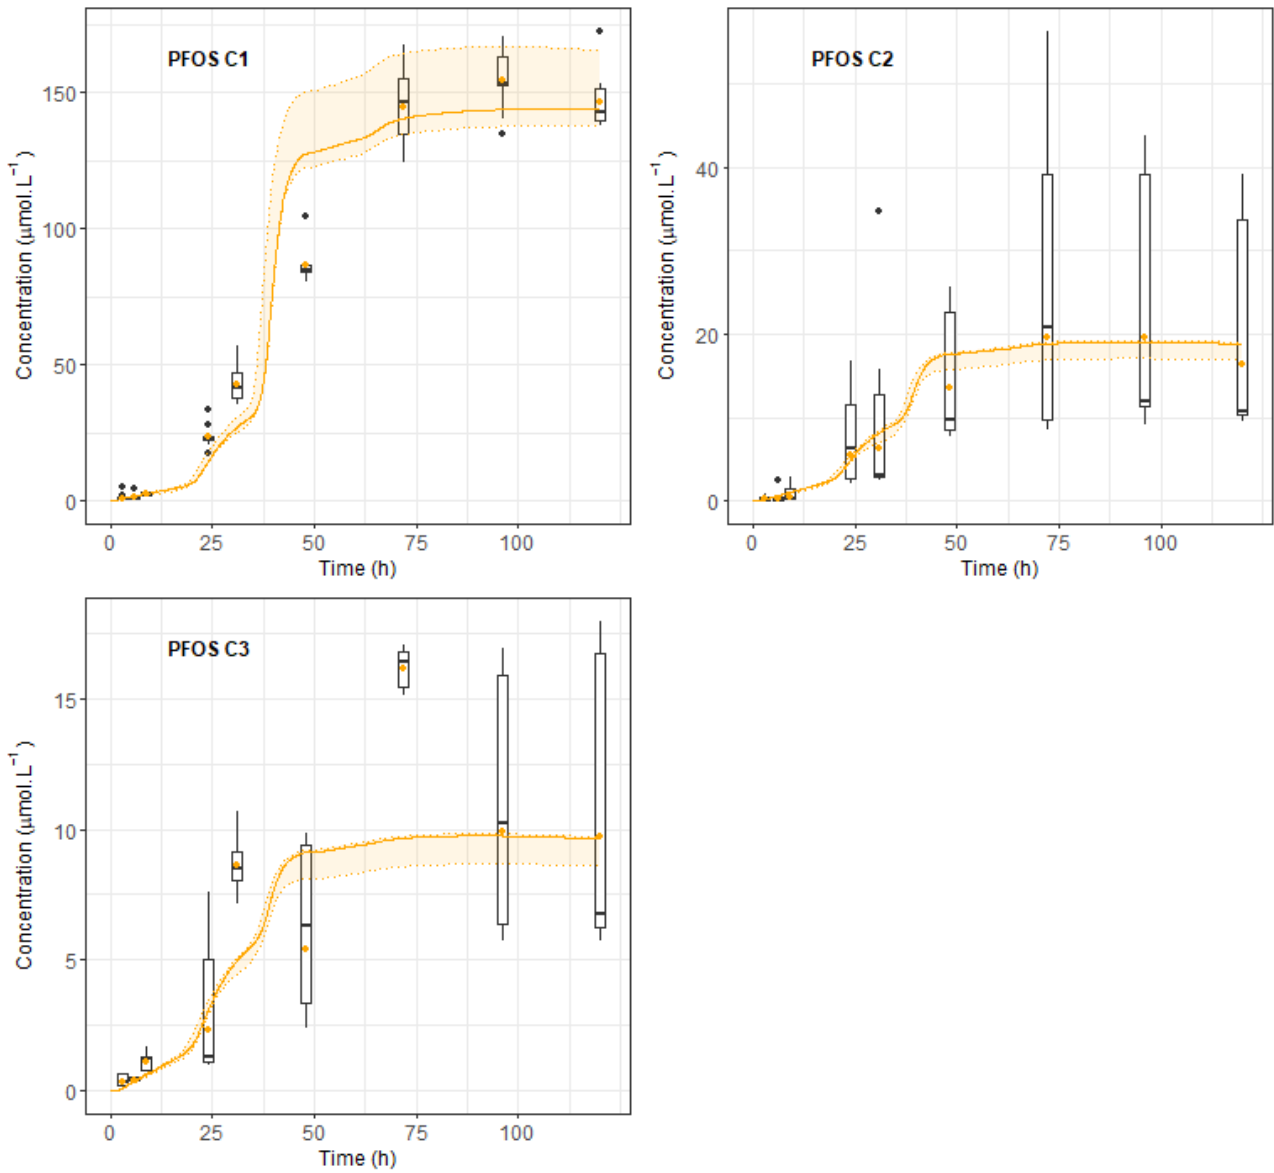 PFOS C1
Concentration (μmol.L⁻¹ )
150
100
50
0
0 25 50 75 100
Time (h)
PFOS C2
Concentration (μmol.L⁻¹ )
40
20
0
0 25 50 75 100
Time (h)
PFOS C3
Concentration (μmol.L⁻¹ )
15
10
5
0
0 25 50 75 100
Time (h)